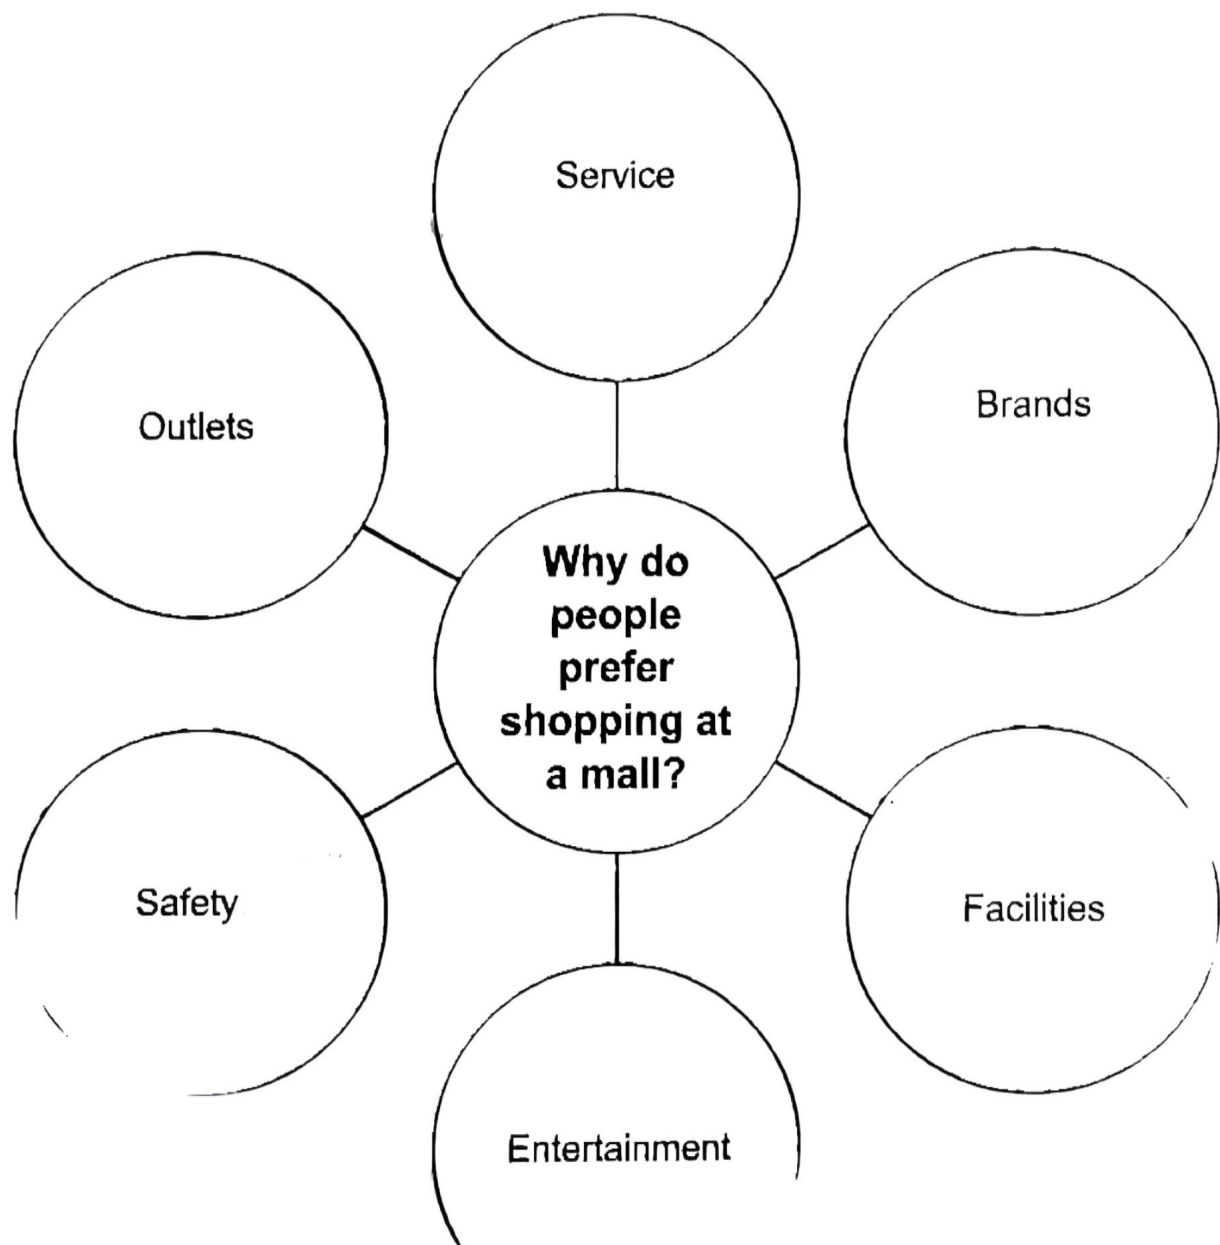 Service
Outlets
Brands
Why do
people
prefer
shopping at
a mall?
Safety
Facilities
Entertainment